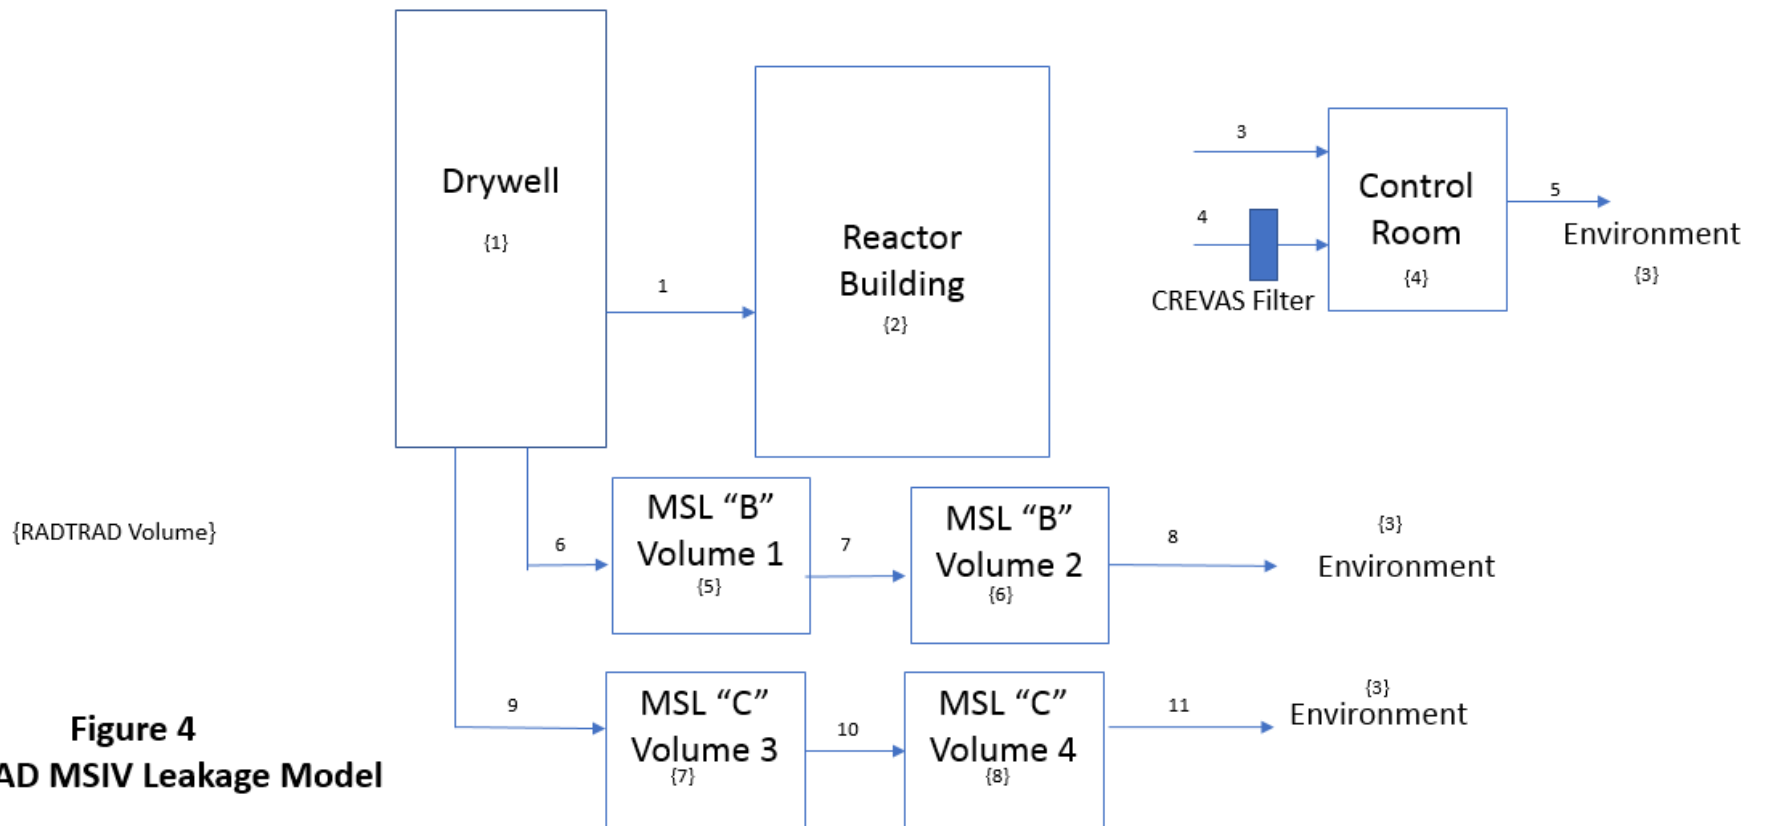 Drywell
{1}
1
Reactor
Building
{2}
3
4
CREVAS Filter
Control
Room
{4}
5
Environment
{3}
{RADTRAD Volume}
6
MSL “B”
Volume 1
{5}
7
MSL “B”
Volume 2
{6}
8
{3}
Environment
9
MSL “C”
Volume 3
{7}
10
MSL “C”
Volume 4
{8}
11
{3}
Environment
Figure 4
AD MSIV Leakage Model